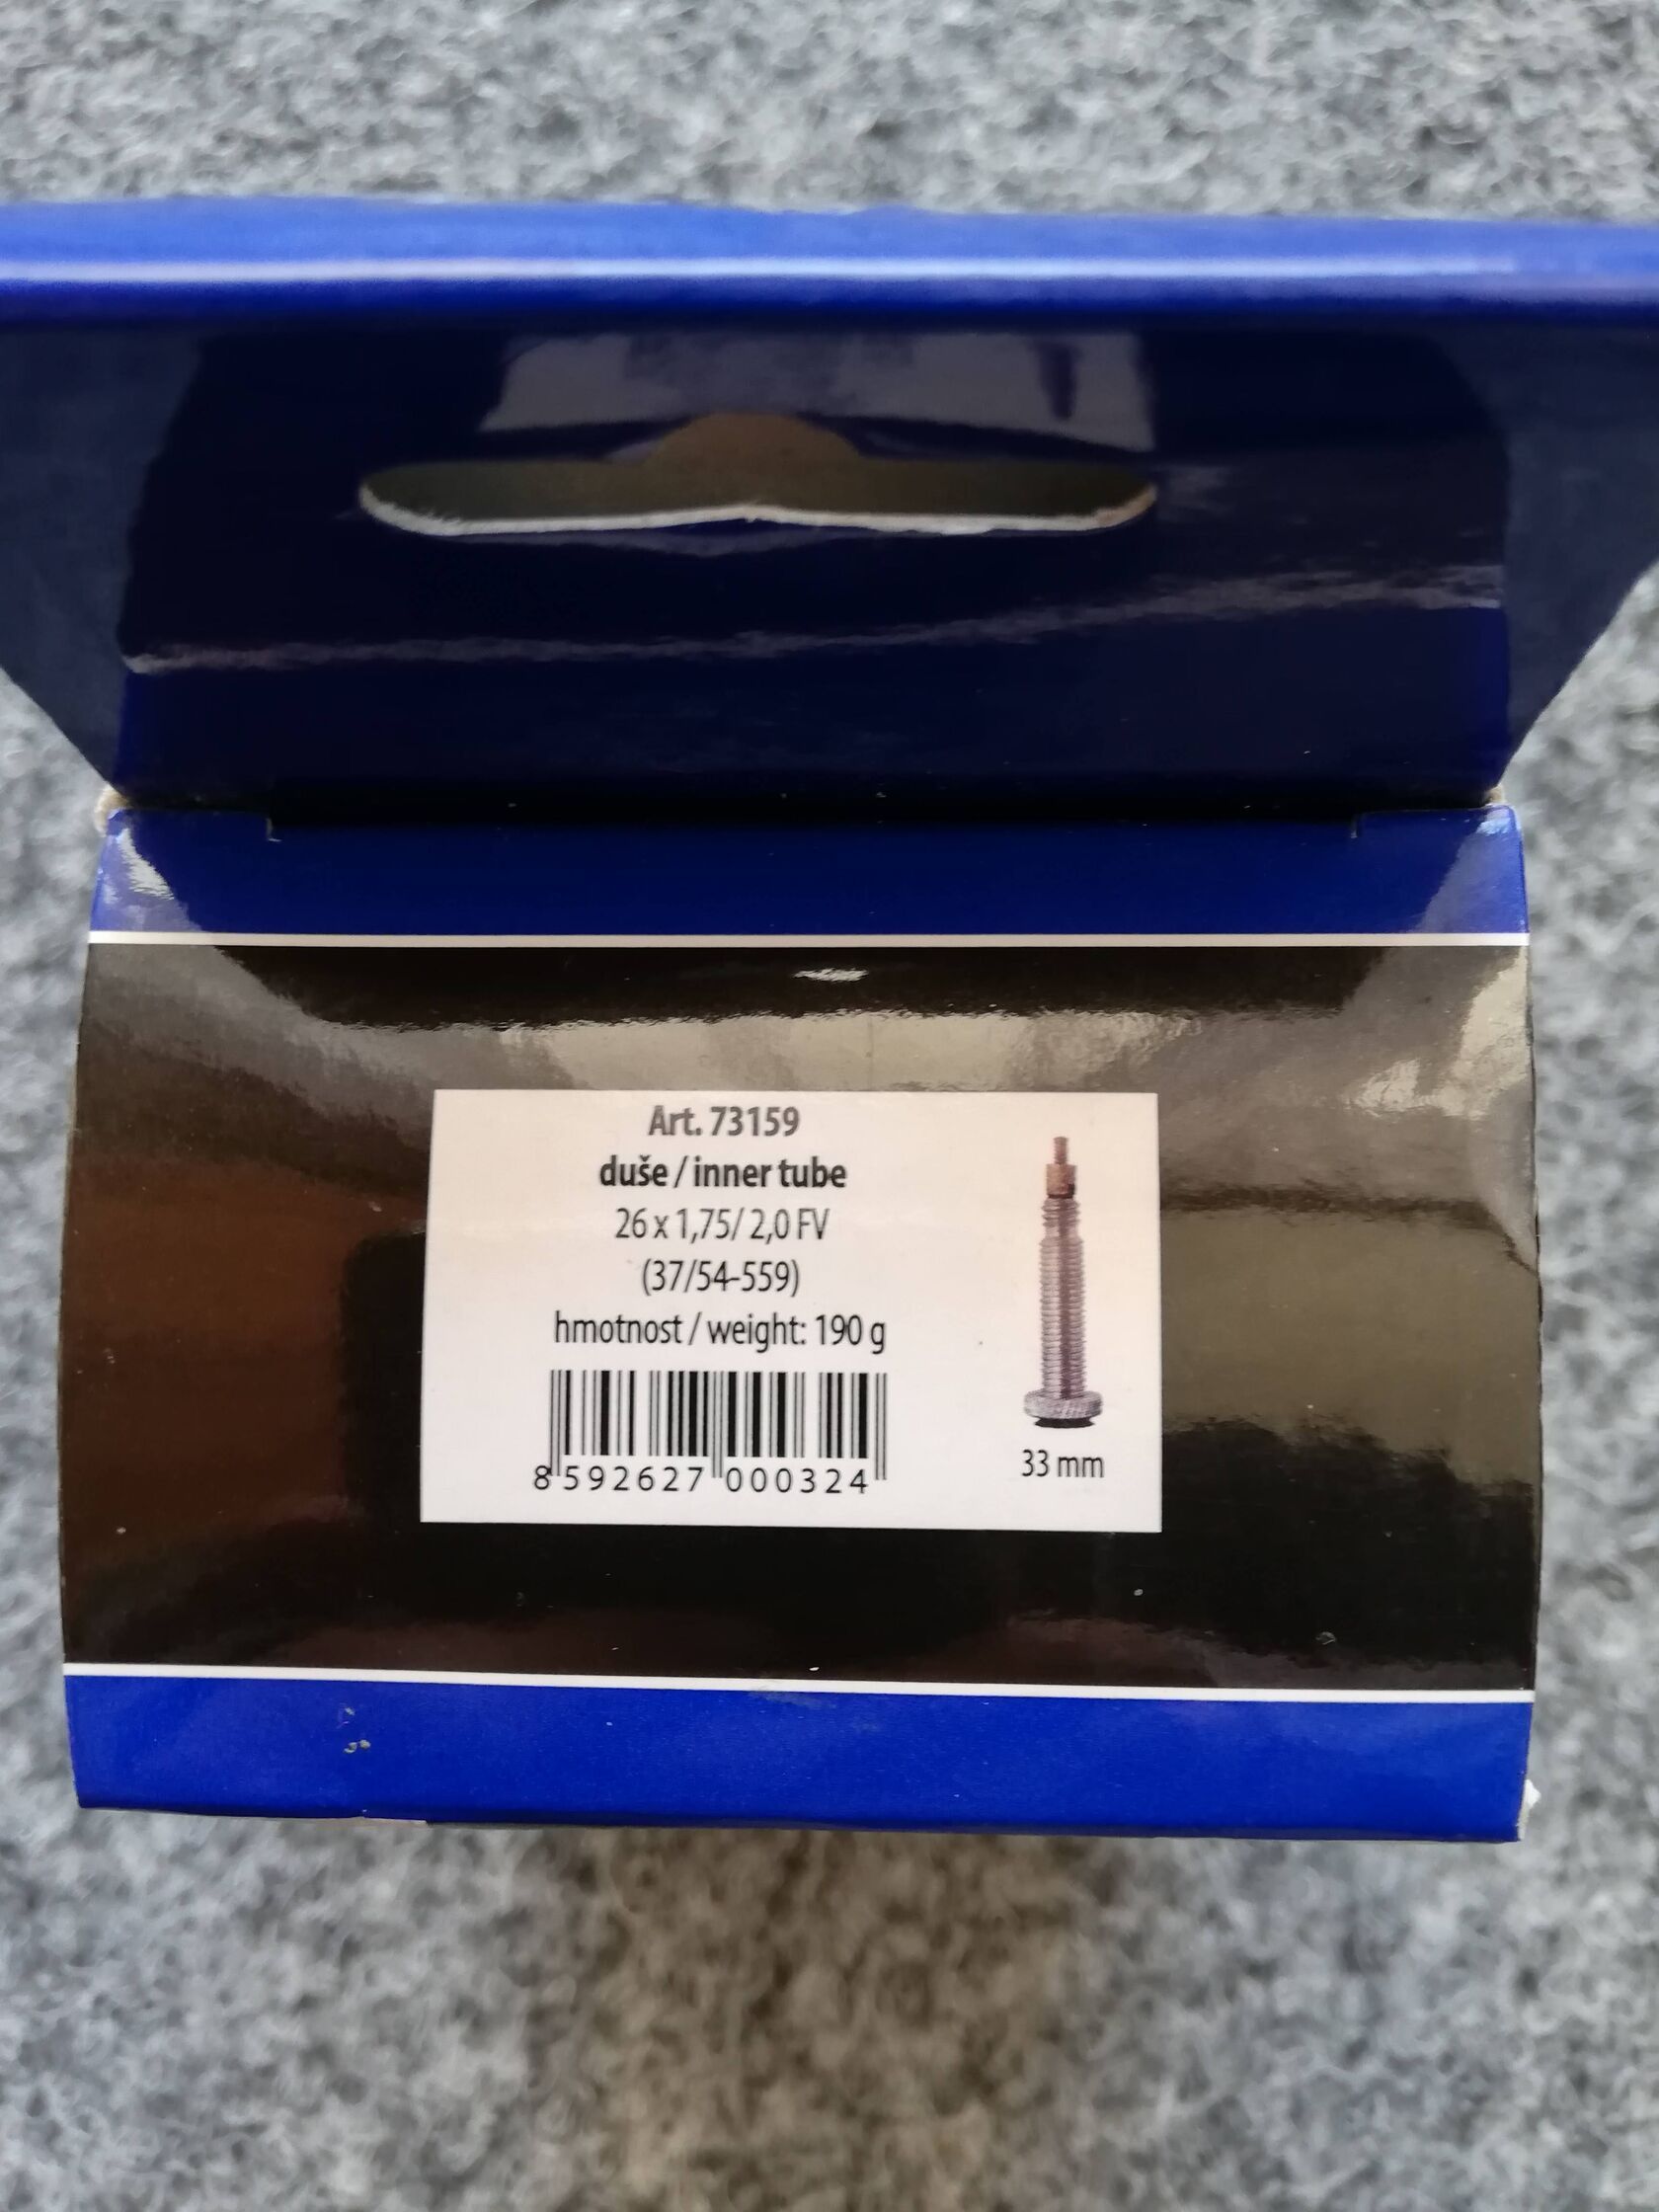 Art. 73159
duše / inner tube
26 x 1,75/ 2,0 FV
(37/54-559)
hmotnost / weight: 190 g
8 592627 000324
33 mm